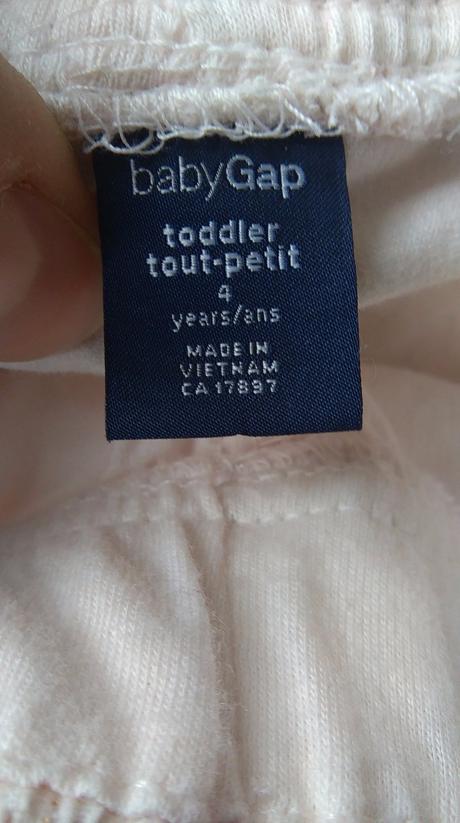 babyGap
toddler
tout-petit
4
years/ans
MADE IN
VIETNAM
CA 17897